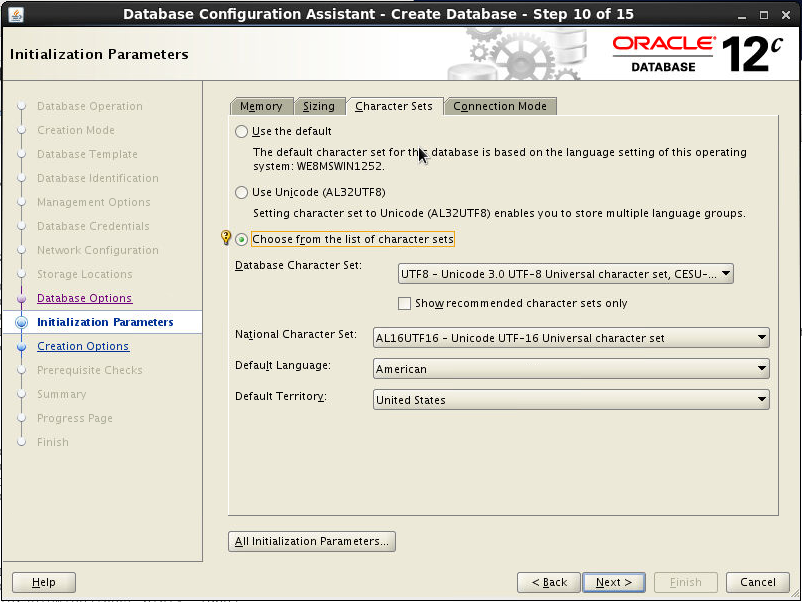 Database Configuration Assistant - Create Database - Step 10 of 15
Initialization Parameters
ORACLE®
DATABASE
12c
Database Operation
Creation Mode
Database Template
Database Identification
Management Options
Database Credentials
Network Configuration
Storage Locations
Database Options
Initialization Parameters
Creation Options
Prerequisite Checks
Summary
Progress Page
Finish
Memory
Sizing
Character Sets
Connection Mode
Use the default
The default character set for this database is based on the language setting of this operating
system: WE8MSWIN1252.
Use Unicode (AL32UTF8)
Setting character set to Unicode (AL32UTF8) enables you to store multiple language groups.
Choose from the list of character sets
Database Character Set:
UTF8 - Unicode 3.0 UTF-8 Universal character set, CESU-...
Show recommended character sets only
National Character Set:
AL16UTF16 - Unicode UTF-16 Universal character set
Default Language:
American
Default Territory:
United States
All Initialization Parameters...
Help
< Back
Next >
Finish
Cancel